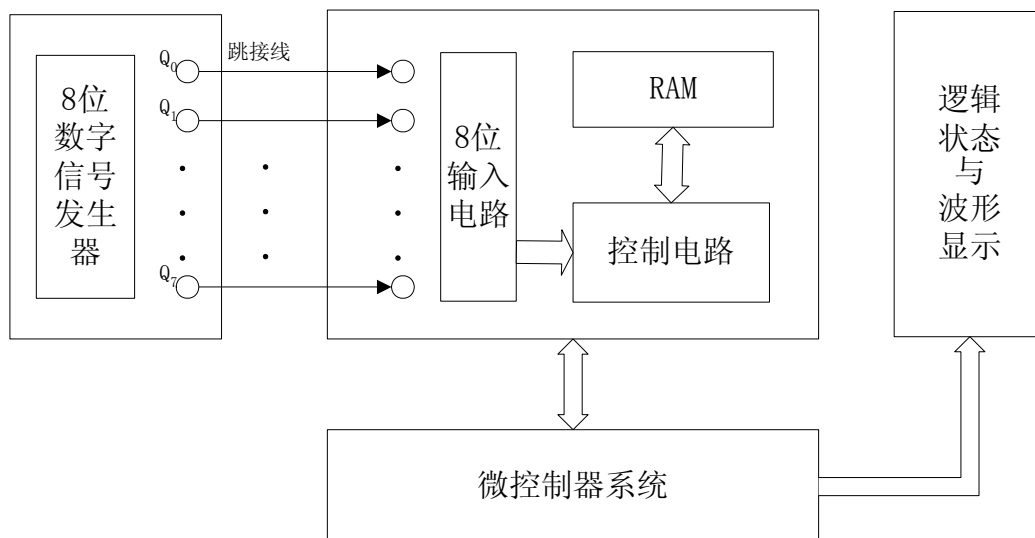 8位
数字
信号
发生
器
Q₀
Q₁
Q₇
跳接线
8位
输入
电路
RAM
控制电路
逻辑
状态
与
波形
显示
微控制器系统